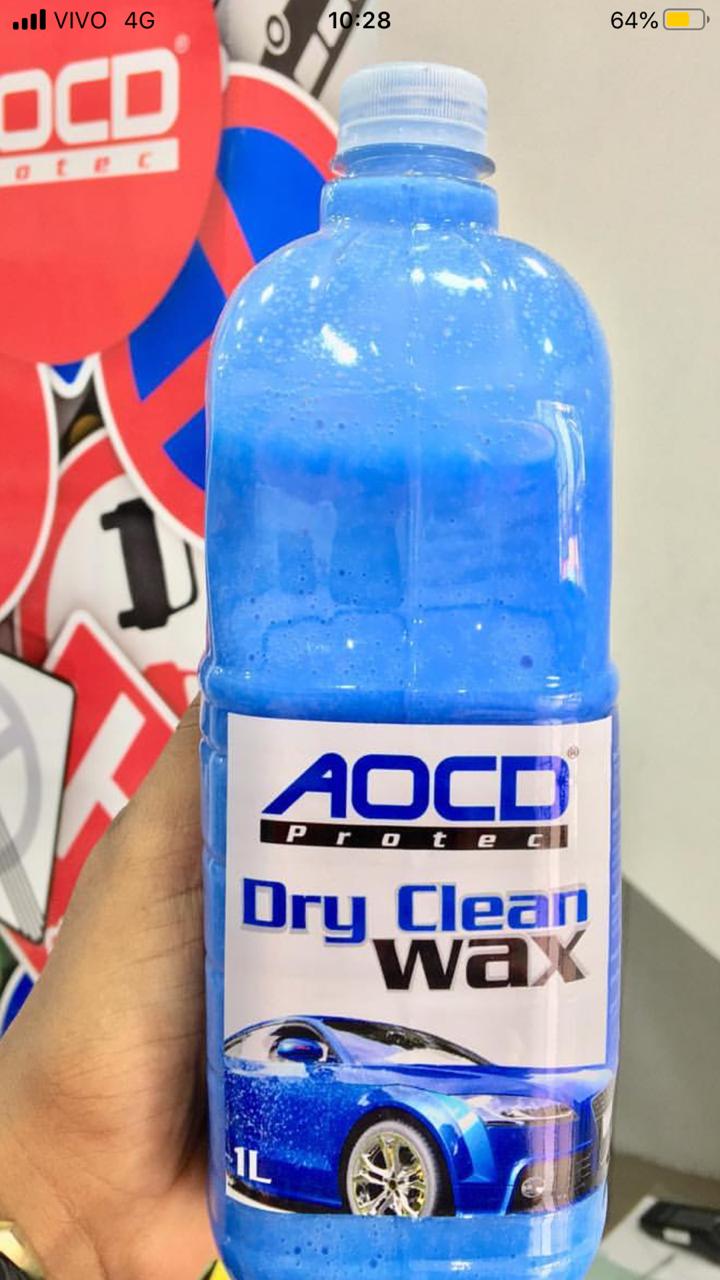 VIVO 4G 10:28 64%
OCD®
otec
AOCD®
Protec
Dry Clean
wax
1L